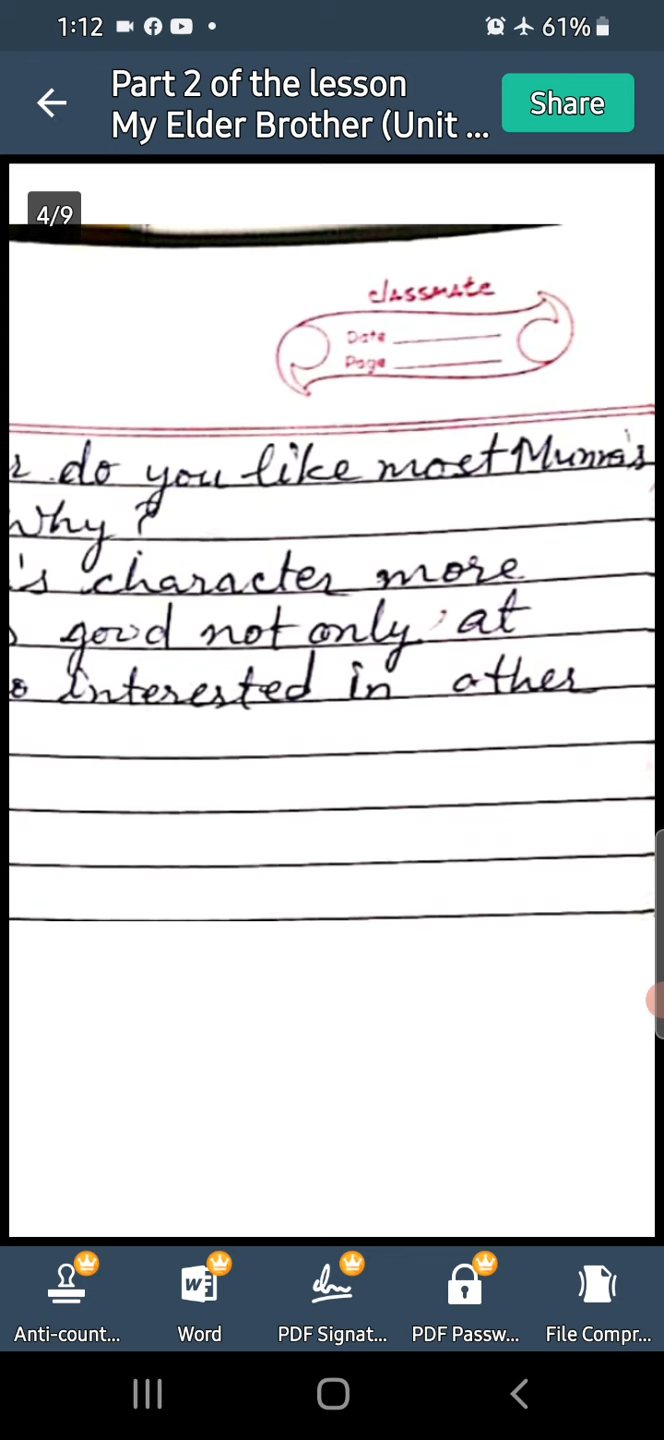 1:12 61%
Part 2 of the lesson
My Elder Brother (Unit ...
Share
4/9
classmate
Date
Page
r do you like most Munna's
Why?
's character more
good not only at
interested in other
Anti-count... Word PDF Signat... PDF Passw... File Compr...